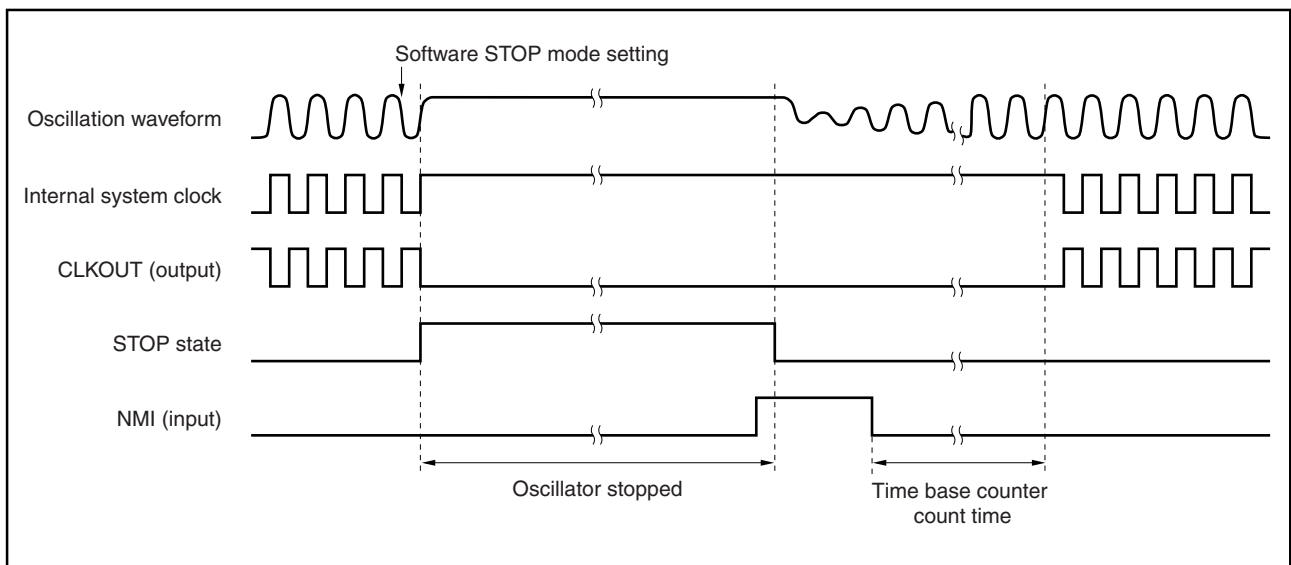 Software STOP mode setting
Oscillation waveform
Internal system clock
CLKOUT (output)
STOP state
NMI (input)
Oscillator stopped
Time base counter
count time